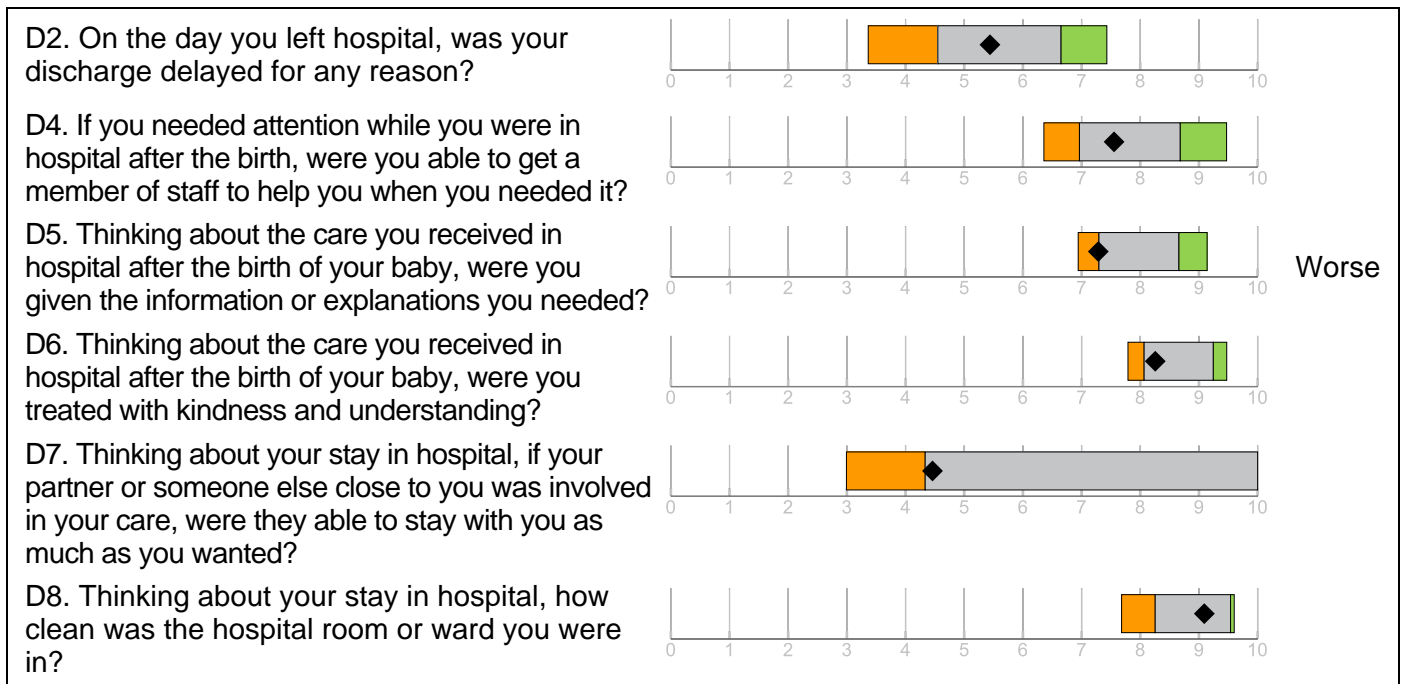 D2. On the day you left hospital, was your
discharge delayed for any reason?
0 1 2 3 4 5 6 7 8 9 10
D4. If you needed attention while you were in
hospital after the birth, were you able to get a
member of staff to help you when you needed it?
0 1 2 3 4 5 6 7 8 9 10
D5. Thinking about the care you received in
hospital after the birth of your baby, were you
given the information or explanations you needed?
0 1 2 3 4 5 6 7 8 9 10
Worse
D6. Thinking about the care you received in
hospital after the birth of your baby, were you
treated with kindness and understanding?
0 1 2 3 4 5 6 7 8 9 10
D7. Thinking about your stay in hospital, if your
partner or someone else close to you was involved
in your care, were they able to stay with you as
much as you wanted?
0 1 2 3 4 5 6 7 8 9 10
D8. Thinking about your stay in hospital, how
clean was the hospital room or ward you were
in?
0 1 2 3 4 5 6 7 8 9 10